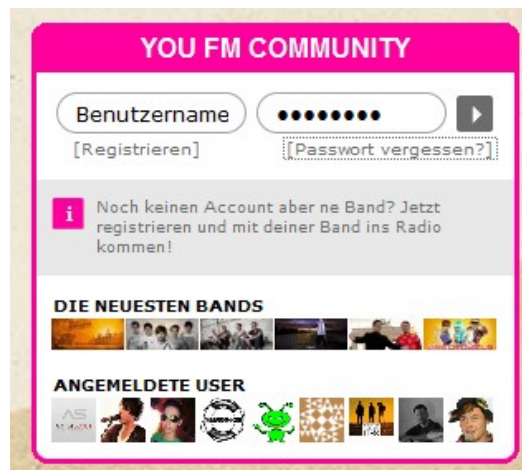 YOU FM COMMUNITY
Benutzername ●●●●●●●●
[Registrieren] [Passwort vergessen?]
i Noch keinen Account aber ne Band? Jetzt
registrieren und mit deiner Band ins Radio
kommen!
DIE NEUESTEN BANDS
ANGEMELDETE USER
AS